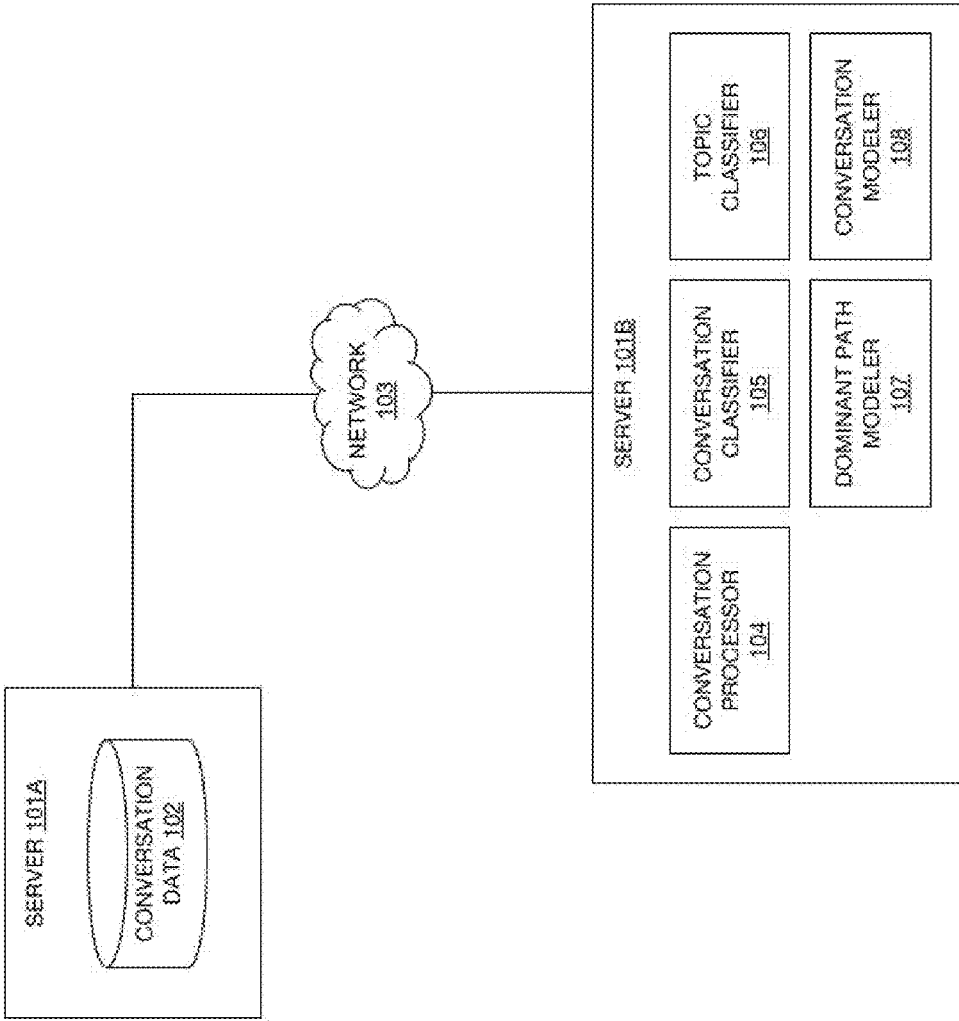 SERVER 101A
CONVERSATION
DATA 102
NETWORK
103
SERVER 101B
CONVERSATION
PROCESSOR
104
CONVERSATION
CLASSIFIER
105
TOPIC
CLASSIFIER
106
DOMINANT PATH
MODELER
107
CONVERSATION
MODELER
108